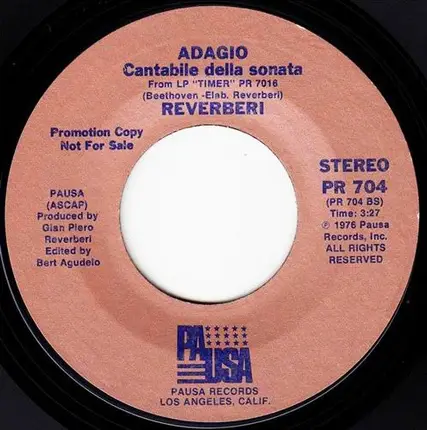 ADAGIO
Cantabile della sonata
From LP "TIMER" PR 7016
(Beethoven -Elab. Reverberi)
REVERBERI
Promotion Copy
Not For Sale
STEREO
PR 704
(PR 704 BS)
Time: 3:27
℗ 1976 Pausa
Records, Inc.
ALL RIGHTS
RESERVED
PAUSA
(ASCAP)
Produced by
Gian Piero
Reverberi
Edited by
Bert Agudelo
PAUSA
PAUSA RECORDS
LOS ANGELES, CALIF.